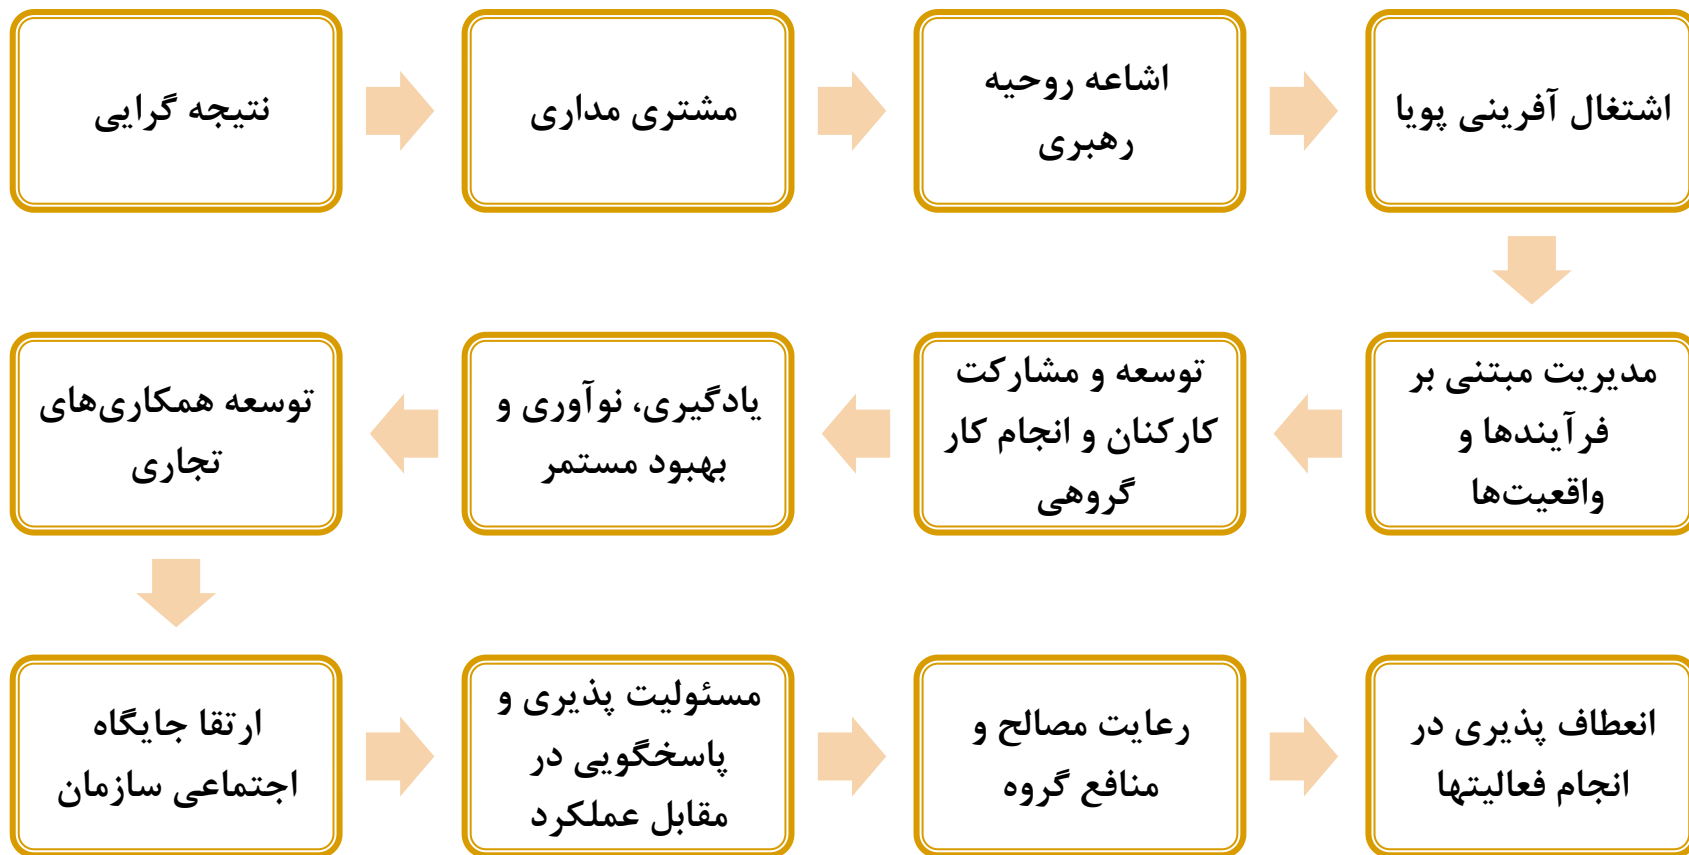 نتیجه گرایی
مشتری مداری
اشاعه روحیه
رهبری
اشتغال آفرینی پویا
مدیریت مبتنی بر
فرآیندها و
واقعیت‌ها
توسعه و مشارکت
کارکنان و انجام کار
گروهی
یادگیری، نوآوری و
بهبود مستمر
توسعه همکاری‌های
تجاری
ارتقا جایگاه
اجتماعی سازمان
مسئولیت پذیری و
پاسخگویی در
مقابل عملکرد
رعایت مصالح و
منافع گروه
انعطاف پذیری در
انجام فعالیتها